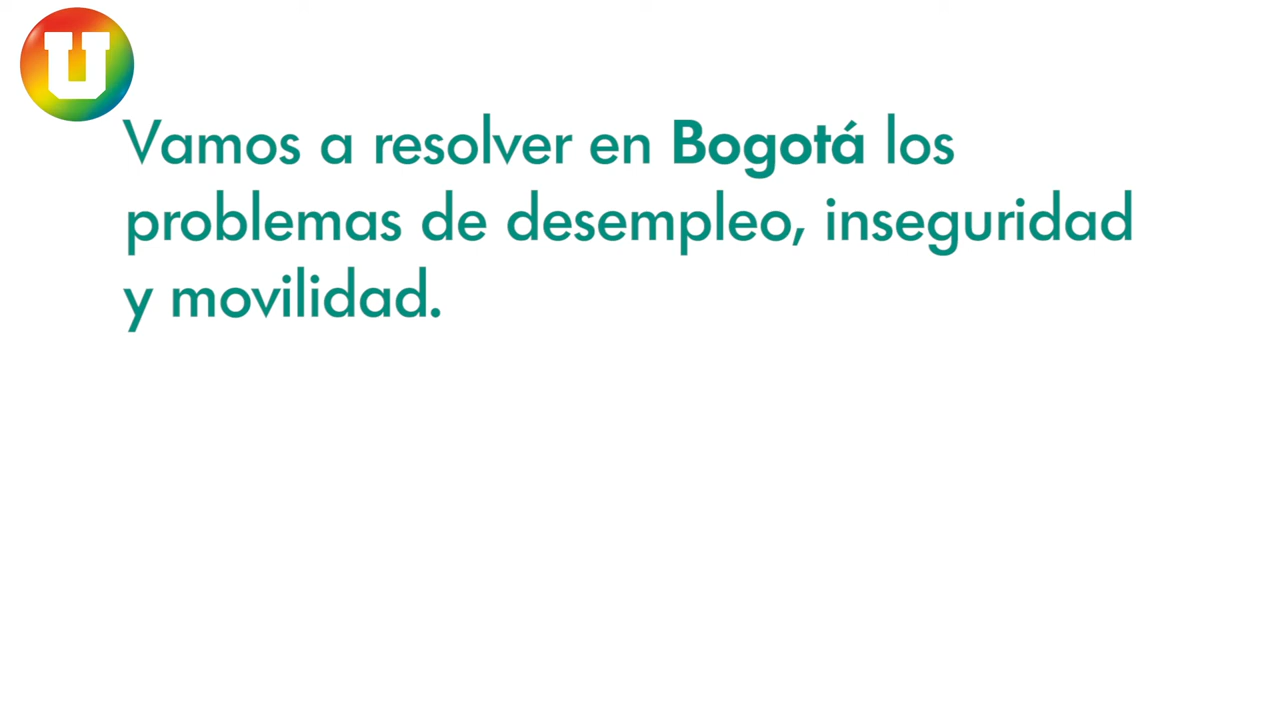 U
Vamos a resolver en Bogotá los
problemas de desempleo, inseguridad
y movilidad.